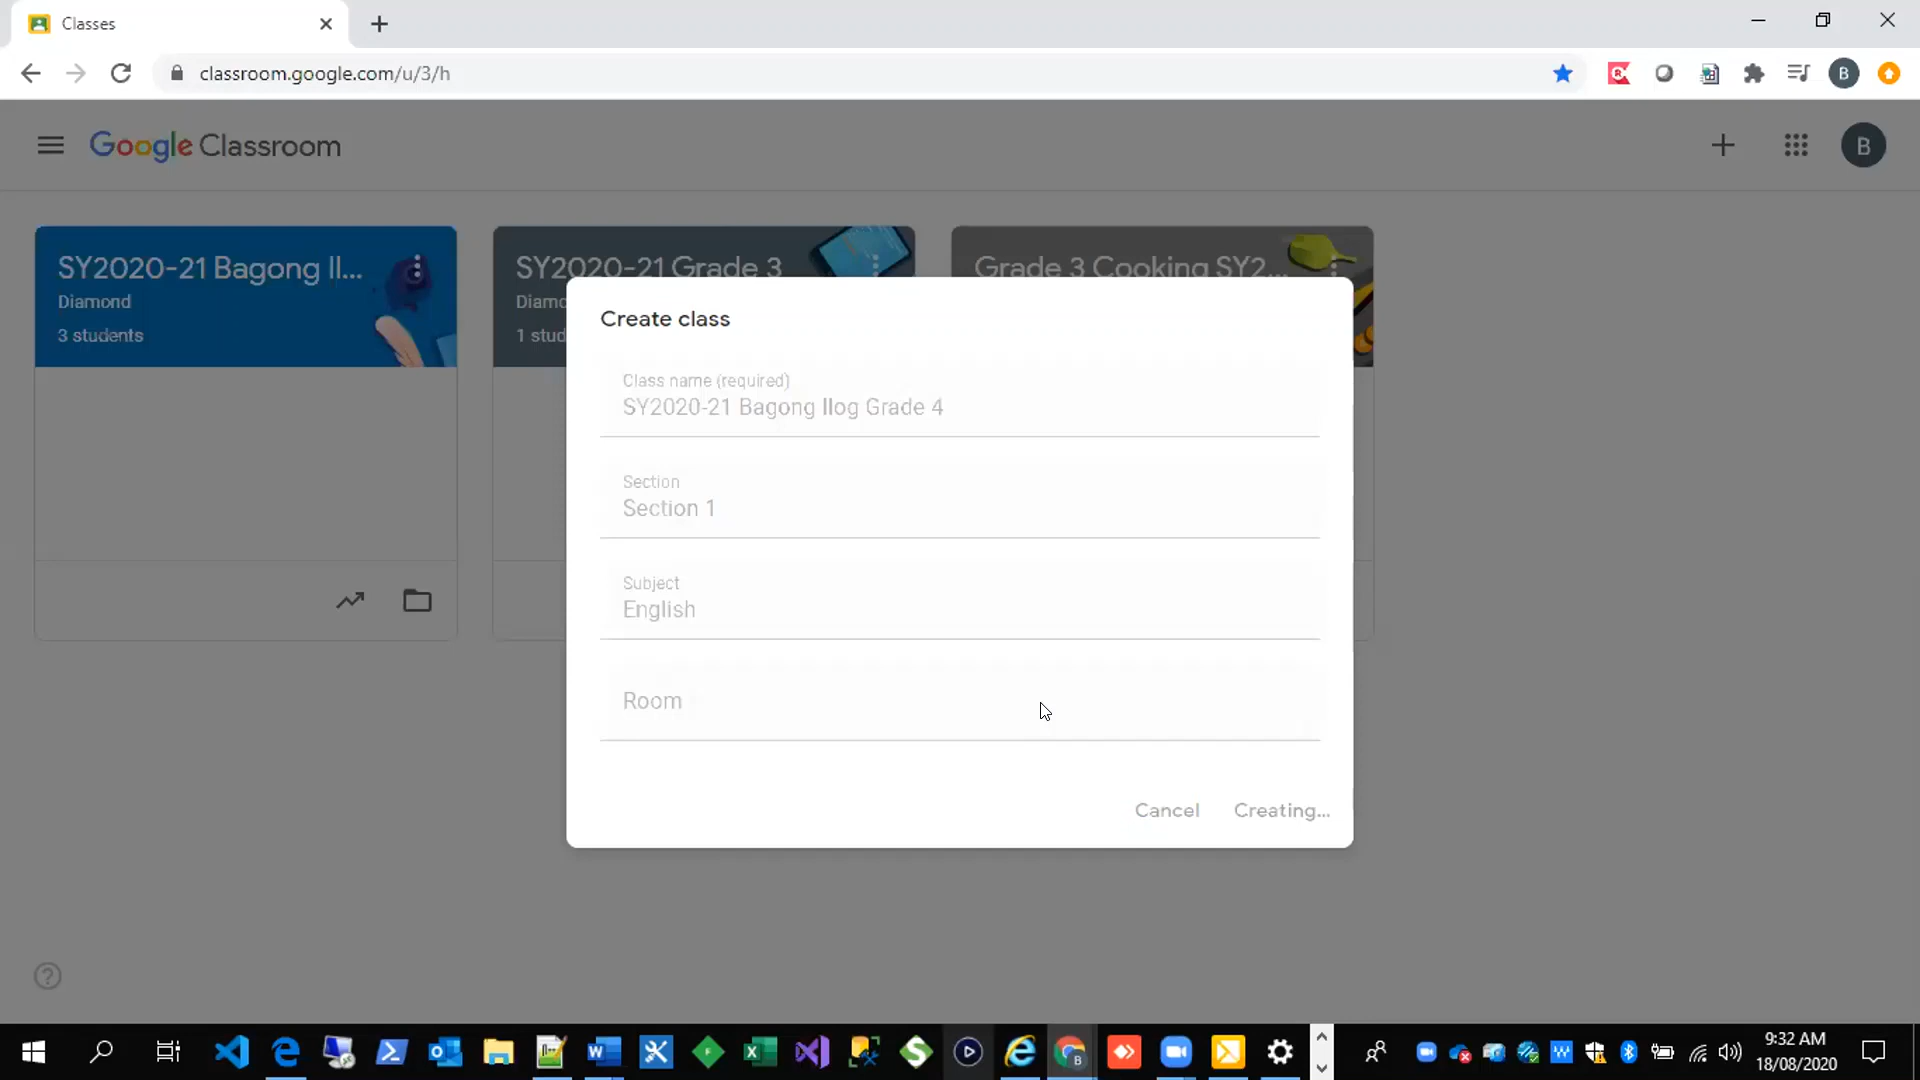 Classes
classroom.google.com/u/3/h
B
Google Classroom
B
SY2020-21 Bagong Il...
Diamond
3 students
SY2020-21 Grade 3
Diamo
1 stud
Grade 3 Cooking SY2...
Create class
Class name (required)
SY2020-21 Bagong Ilog Grade 4
Section
Section 1
Subject
English
Room
Cancel
Creating...
9:32 AM
18/08/2020